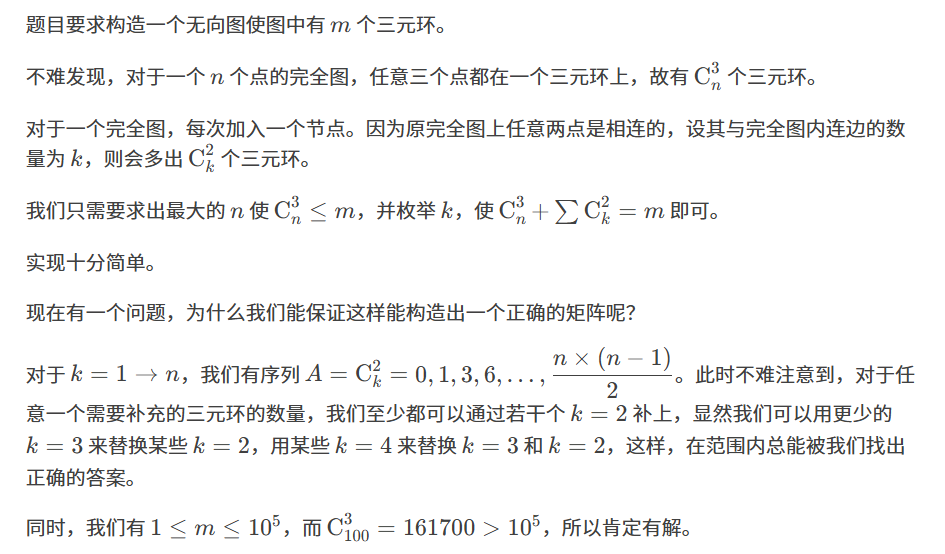 题目要求构造一个无向图使图中有 m 个三元环。
不难发现，对于一个 n 个点的完全图，任意三个点都在一个三元环上，故有 C_n^3 个三元环。
对于一个完全图，每次加入一个节点。因为原完全图上任意两点是相连的，设其与完全图内连边的数
量为 k，则会多出 C_k^2 个三元环。
我们只需要求出最大的 n 使 C_n^3 ≤ m，并枚举 k，使 C_n^3 + ∑ C_k^2 = m 即可。
实现十分简单。
现在有一个问题，为什么我们能保证这样能构造出一个正确的矩阵呢？
对于 k = 1 → n，我们有序列 A = C_k^2 = 0, 1, 3, 6, . . . , \frac{n × (n − 1)}{2}。此时不难注意到，对于任
意一个需要补充的三元环的数量，我们至少都可以通过若干个 k = 2 补上，显然我们可以用更少的
k = 3 来替换某些 k = 2，用某些 k = 4 来替换 k = 3 和 k = 2，这样，在范围内总能被我们找出
正确的答案。
同时，我们有 1 ≤ m ≤ 10^5，而 C_{100}^3 = 161700 > 10^5，所以肯定有解。